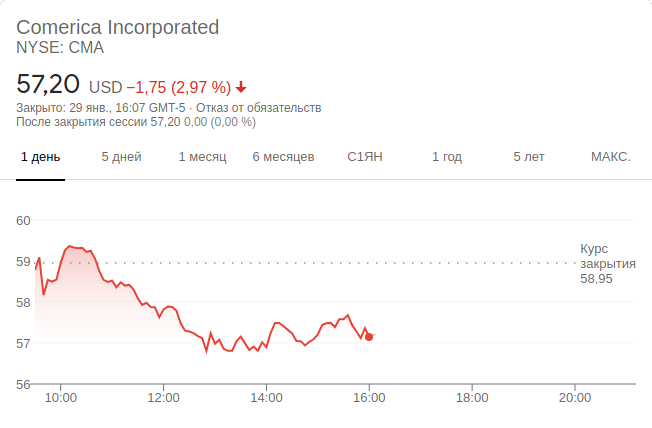 Comerica Incorporated
NYSE: CMA
57,20 USD −1,75 (2,97 %)
Закрыто: 29 янв., 16:07 GMT-5 · Отказ от обязательств
После закрытия сессии 57,20 0,00 (0,00 %)
1 день 5 дней 1 месяц 6 месяцев С1ЯН 1 год 5 лет МАКС.
60
59
58
57
56
Курс
закрытия
58,95
10:00 12:00 14:00 16:00 18:00 20:00